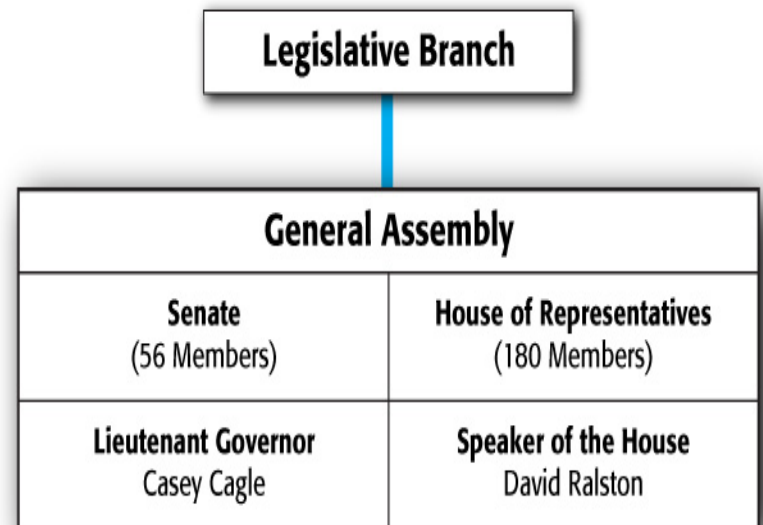 Legislative Branch
General Assembly
Senate
(56 Members)
House of Representatives
(180 Members)
Lieutenant Governor
Casey Cagle
Speaker of the House
David Ralston